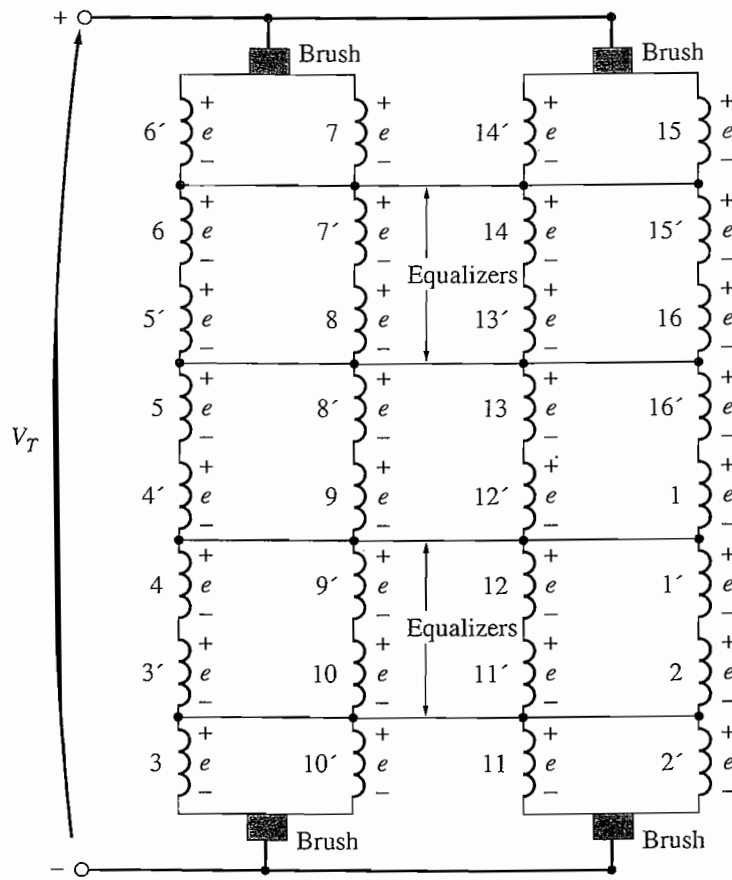 +
Brush Brush
+ + + +
6´ e 7 e 14´ e 15 e
− − − −
+ + + +
6 e 7´ e 14 e 15´ e
− − − −
Equalizers
+ + + +
5´ e 8 e 13´ e 16 e
− − − −
+ + + +
5 e 8´ e 13 e 16´ e
V_T − − − −
+ + + +
4´ e 9 e 12´ e 1 e
− − − −
+ + + +
4 e 9´ e 12 e 1´ e
− − − −
Equalizers
+ + + +
3´ e 10 e 11´ e 2 e
− − − −
+ + + +
3 e 10´ e 11 e 2´ e
− − − −
Brush Brush
−